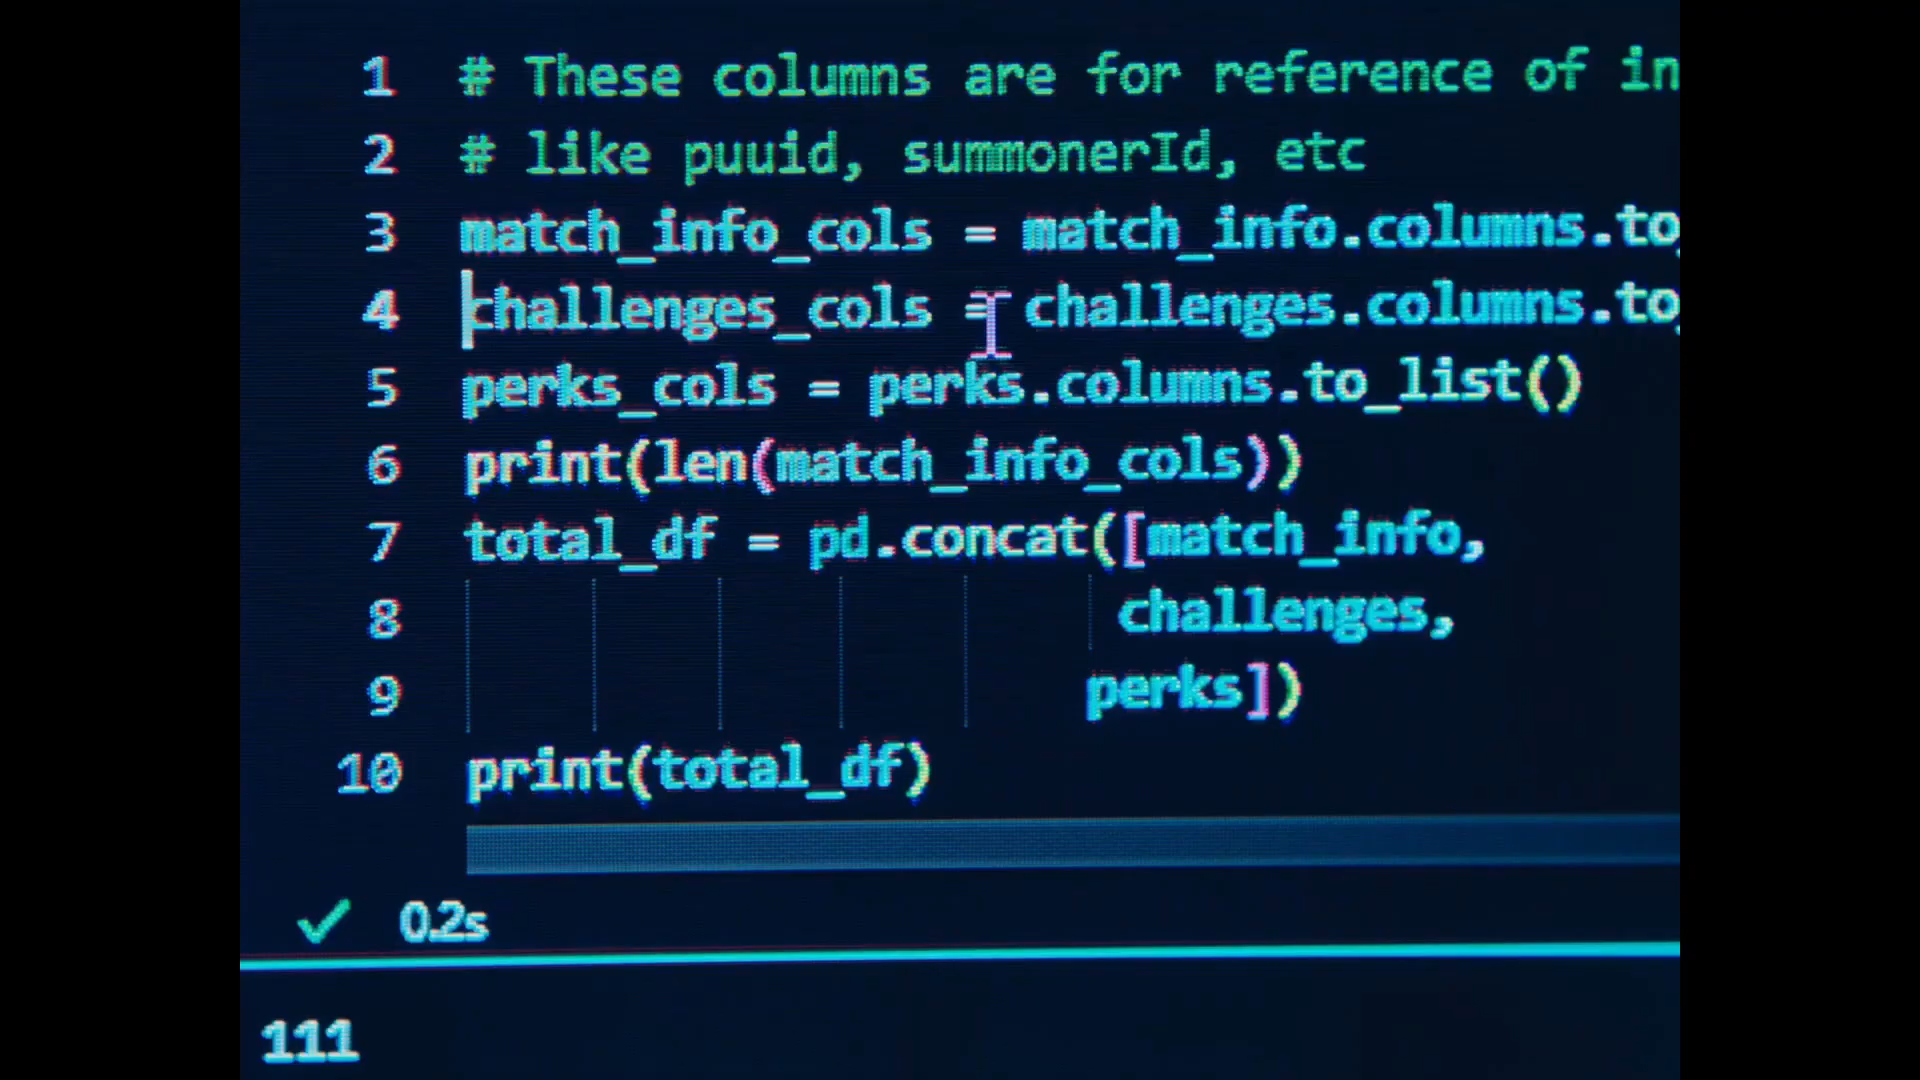 1 # These columns are for reference of in
2 # like puuid, summonerId, etc
3 match_info_cols = match_info.columns.to_
4 challenges_cols = challenges.columns.to_
5 perks_cols = perks.columns.to_list()
6 print(len(match_info_cols))
7 total_df = pd.concat([match_info,
8 challenges,
9 perks])
10 print(total_df)
✓ 0.2s
111